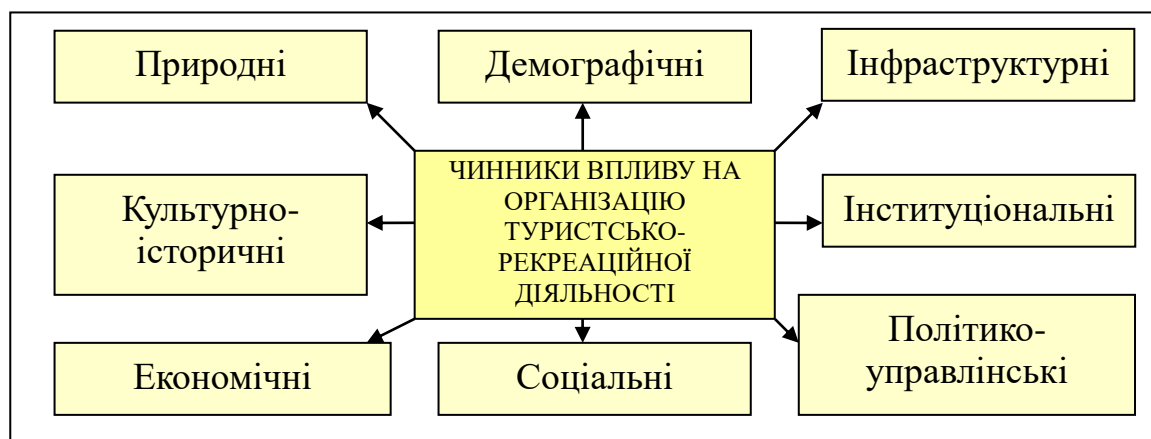 Природні
Демографічні
Інфраструктурні
ЧИННИКИ ВПЛИВУ НА
ОРГАНІЗАЦІЮ
ТУРИСТСЬКО-
РЕКРЕАЦІЙНОЇ
ДІЯЛЬНОСТІ
Культурно-
історичні
Інституціональні
Економічні
Соціальні
Політико-
управлінські